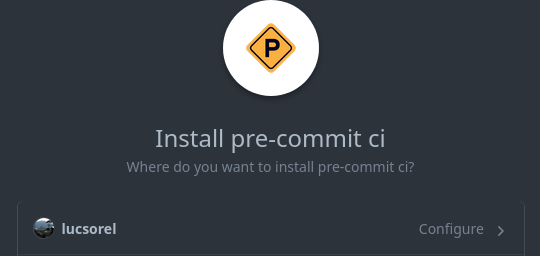 P
Install pre-commit ci
Where do you want to install pre-commit ci?
lucsorel Configure